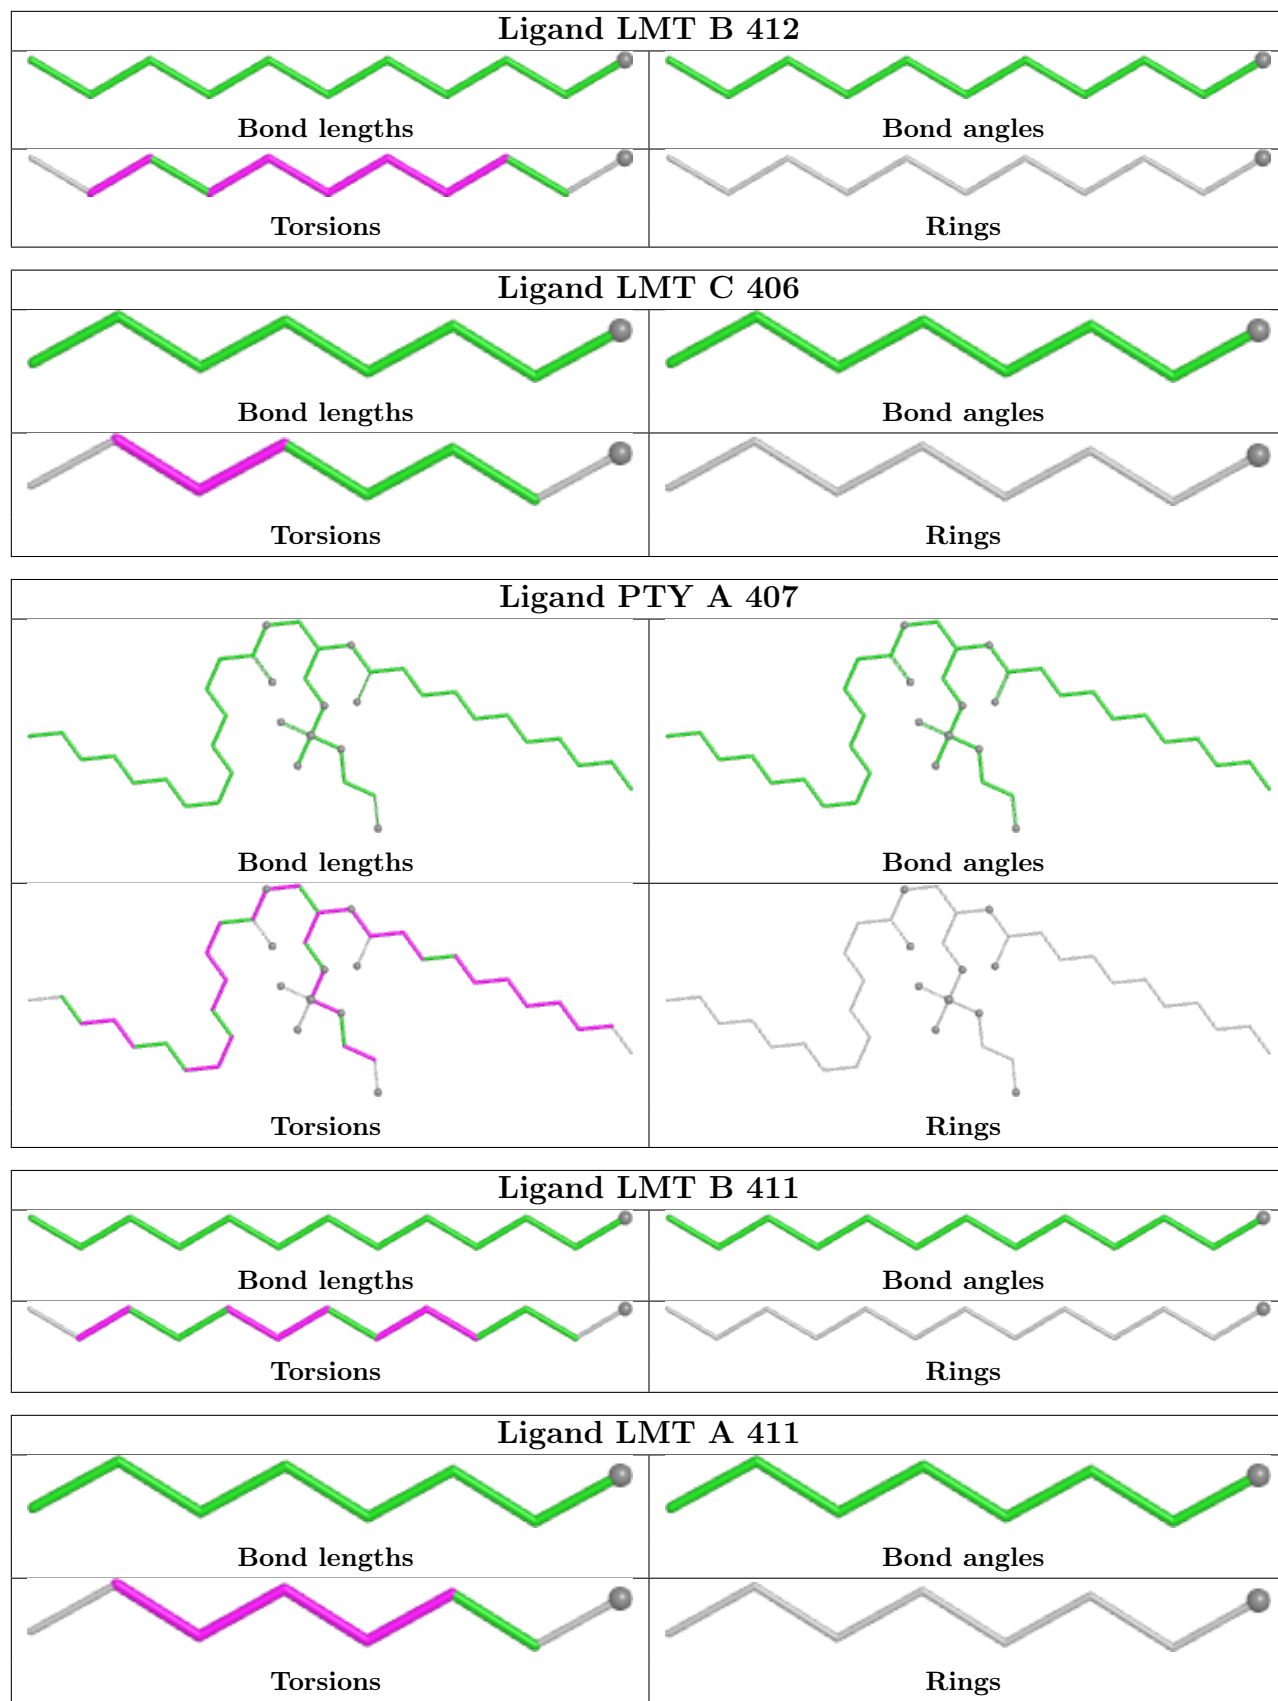 Ligand LMT B 412
Bond lengths Bond angles
Torsions Rings
Ligand LMT C 406
Bond lengths Bond angles
Torsions Rings
Ligand PTY A 407
Bond lengths Bond angles
Torsions Rings
Ligand LMT B 411
Bond lengths Bond angles
Torsions Rings
Ligand LMT A 411
Bond lengths Bond angles
Torsions Rings